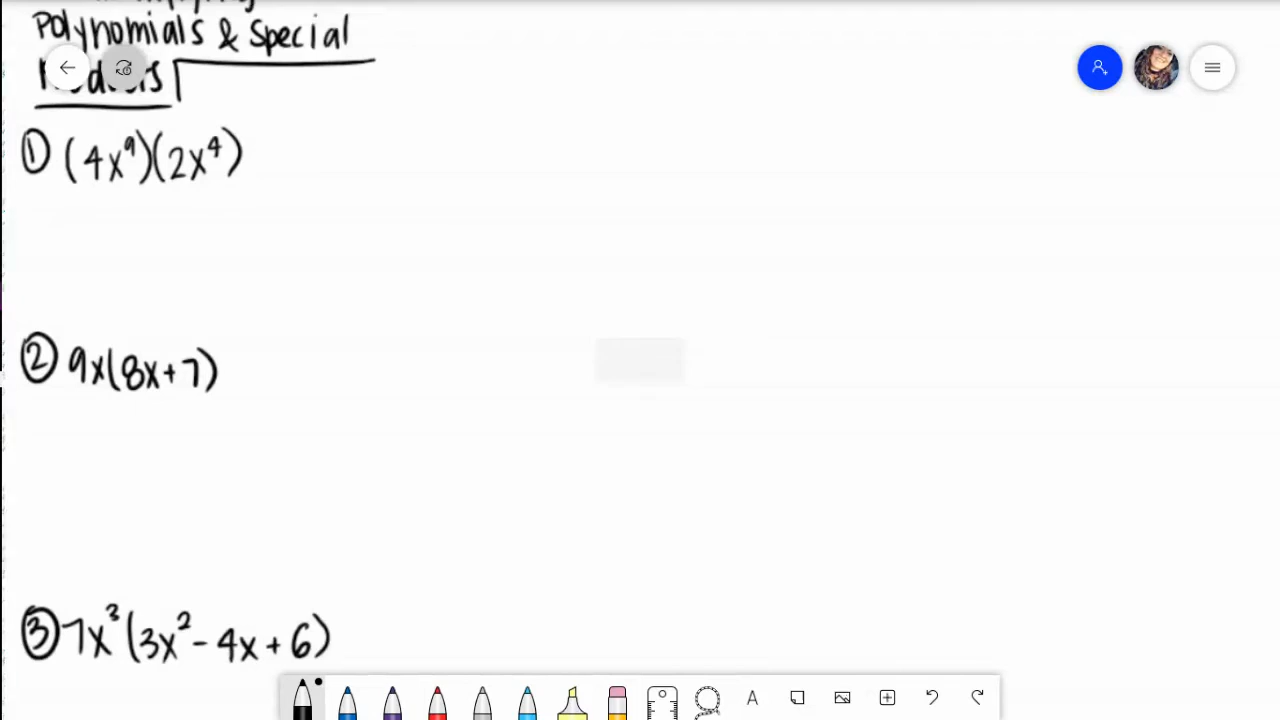 Polynomials & Special
① (4x⁹)(2x⁴)
② 9x(8x+7)
③ 7x³(3x² - 4x + 6)
A